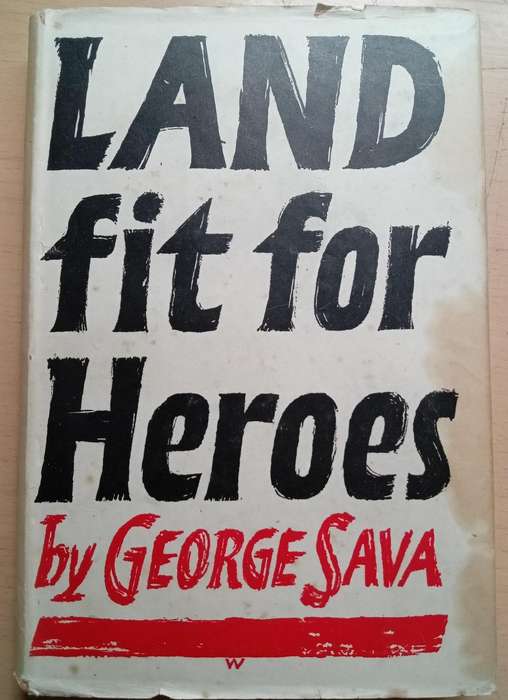 LAND
fit for
Heroes
by GEORGE SAVA
W